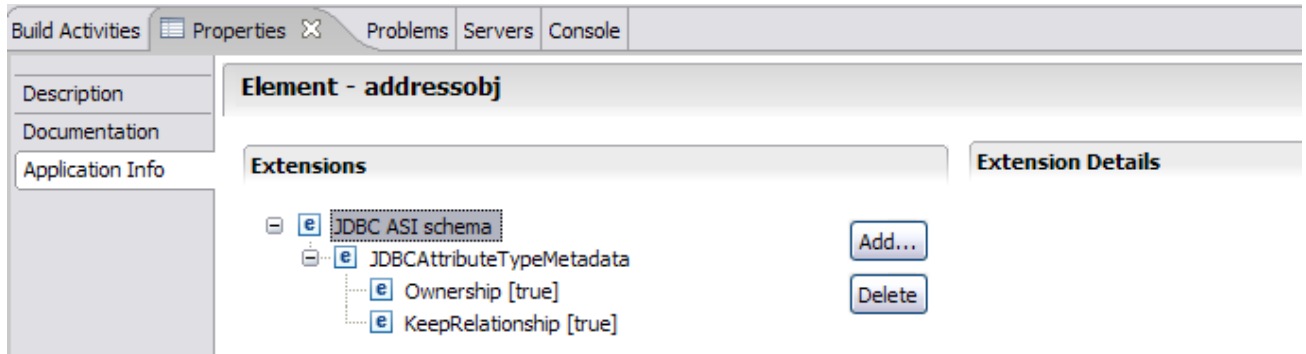 Build Activities Properties Problems Servers Console
Description
Documentation
Application Info
Element - addressobj
Extensions
Extension Details
e JDBC ASI schema
e JDBCAttributeTypeMetadata
e Ownership [true]
e KeepRelationship [true]
Add...
Delete